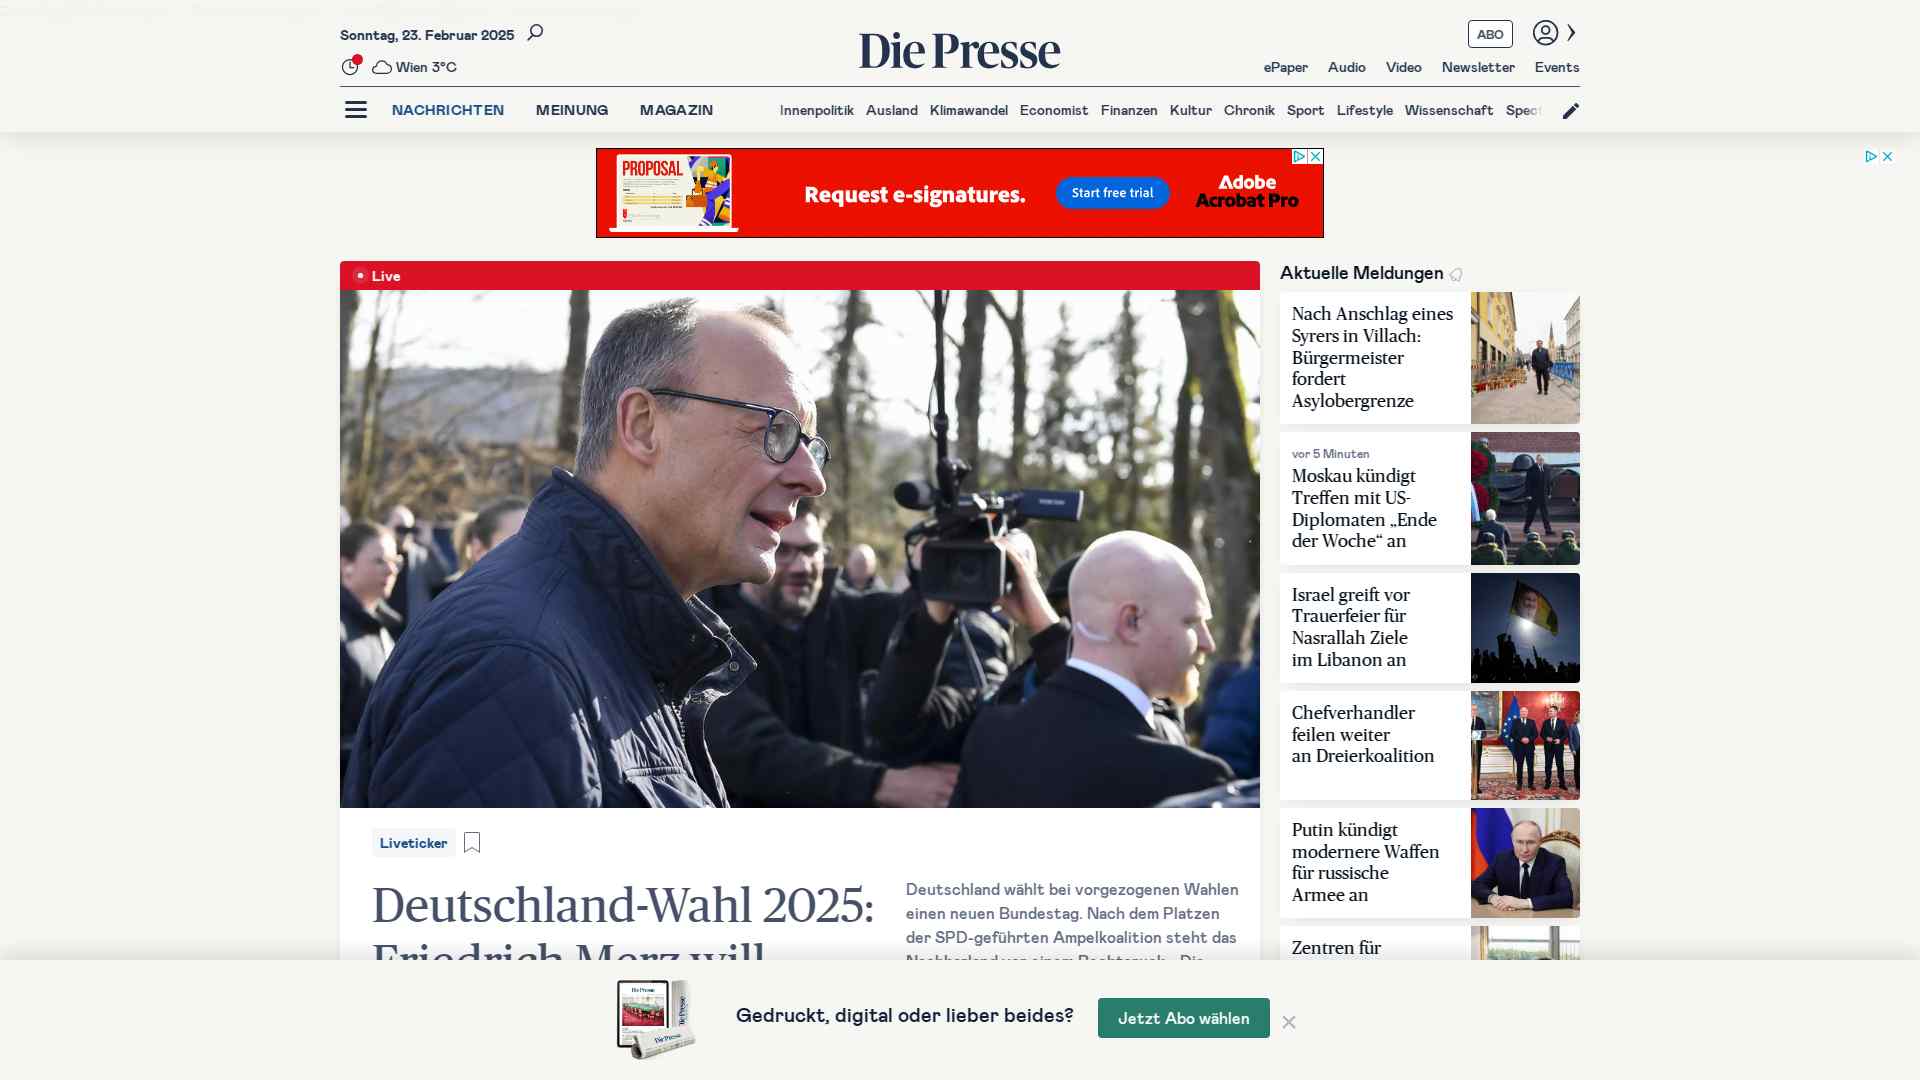 Sonntag, 23. Februar 2025
Die Presse
ABO
Wien 3°C
ePaper Audio Video Newsletter Events
NACHRICHTEN MEINUNG MAGAZIN
Innenpolitik Ausland Klimawandel Economist Finanzen Kultur Chronik Sport Lifestyle Wissenschaft
PROPOSAL
Request e-signatures.
Start free trial
Adobe
Acrobat Pro
Live
Liveticker
Deutschland-Wahl 2025:
Friedrich Merz will
Deutschland wählt bei vorgezogenen Wahlen
einen neuen Bundestag. Nach dem Platzen
der SPD-geführten Ampelkoalition steht das
Aktuelle Meldungen
Nach Anschlag eines
Syrers in Villach:
Bürgermeister
fordert
Asylobergrenze
vor 5 Minuten
Moskau kündigt
Treffen mit US-
Diplomaten „Ende
der Woche“ an
Israel greift vor
Trauerfeier für
Nasrallah Ziele
im Libanon an
Chefverhandler
feilen weiter
an Dreierkoalition
Putin kündigt
modernere Waffen
für russische
Armee an
Zentren für
Die Presse
Die Presse
Die Presse
Gedruckt, digital oder lieber beides?
Jetzt Abo wählen